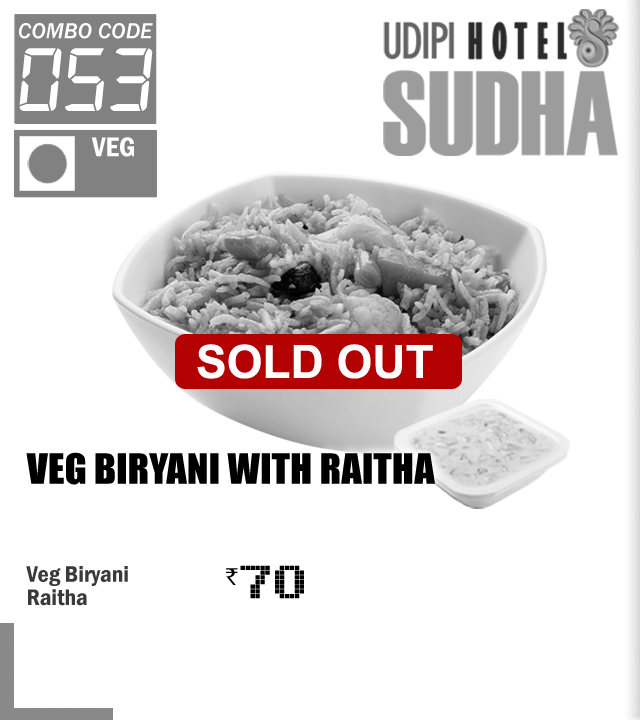 COMBO CODE
053
VEG
UDIPI HOTEL
SUDHA
SOLD OUT
VEG BIRYANI WITH RAITHA
Veg Biryani
Raitha
₹70